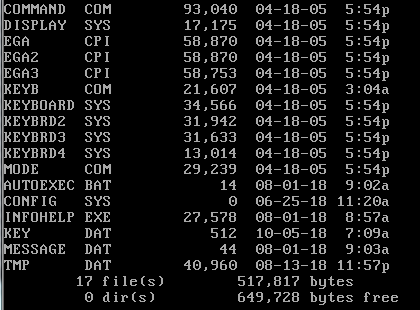 COMMAND  COM        93,040  04-18-05   5:54p
DISPLAY  SYS        17,175  04-18-05   5:54p
EGA      CPI        58,870  04-18-05   5:54p
EGA2     CPI        58,870  04-18-05   5:54p
EGA3     CPI        58,753  04-18-05   5:54p
KEYB     COM        21,607  04-18-05   3:04a
KEYBOARD SYS        34,566  04-18-05   5:54p
KEYBRD2  SYS        31,942  04-18-05   5:54p
KEYBRD3  SYS        31,633  04-18-05   5:54p
KEYBRD4  SYS        13,014  04-18-05   5:54p
MODE     COM        29,239  04-18-05   5:54p
AUTOEXEC BAT            14  08-01-18   9:02a
CONFIG   SYS             0  06-25-18  11:20a
INFOHELP EXE        27,578  08-01-18   8:57a
KEY      DAT           512  10-05-18   7:09a
MESSAGE  DAT            44  08-01-18   9:03a
TMP      DAT        40,960  08-13-18  11:57p
17 file(s)        517,817 bytes
0 dir(s)         649,728 bytes free